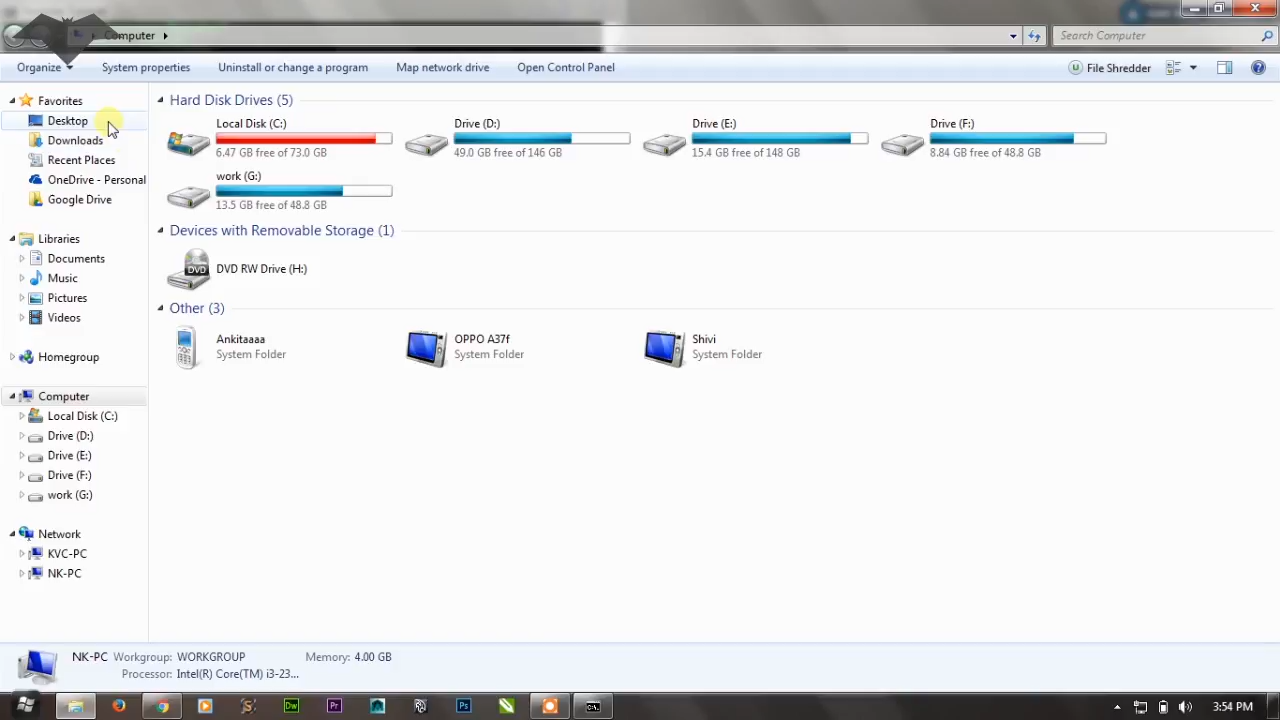 Computer
Search Computer
Organize
System properties
Uninstall or change a program
Map network drive
Open Control Panel
File Shredder
Favorites
Desktop
Downloads
Recent Places
OneDrive - Personal
Google Drive
Libraries
Documents
Music
Pictures
Videos
Homegroup
Computer
Local Disk (C:)
Drive (D:)
Drive (E:)
Drive (F:)
work (G:)
Network
KVC-PC
NK-PC
Hard Disk Drives (5)
Local Disk (C:)
6.47 GB free of 73.0 GB
Drive (D:)
49.0 GB free of 146 GB
Drive (E:)
15.4 GB free of 148 GB
Drive (F:)
8.84 GB free of 48.8 GB
work (G:)
13.5 GB free of 48.8 GB
Devices with Removable Storage (1)
DVD
DVD RW Drive (H:)
Other (3)
Ankitaaaa
System Folder
OPPO A37f
System Folder
Shivi
System Folder
NK-PC Workgroup: WORKGROUP Memory: 4.00 GB
Processor: Intel(R) Core(TM) i3-23...
Dw
Pr
Ps
3:54 PM